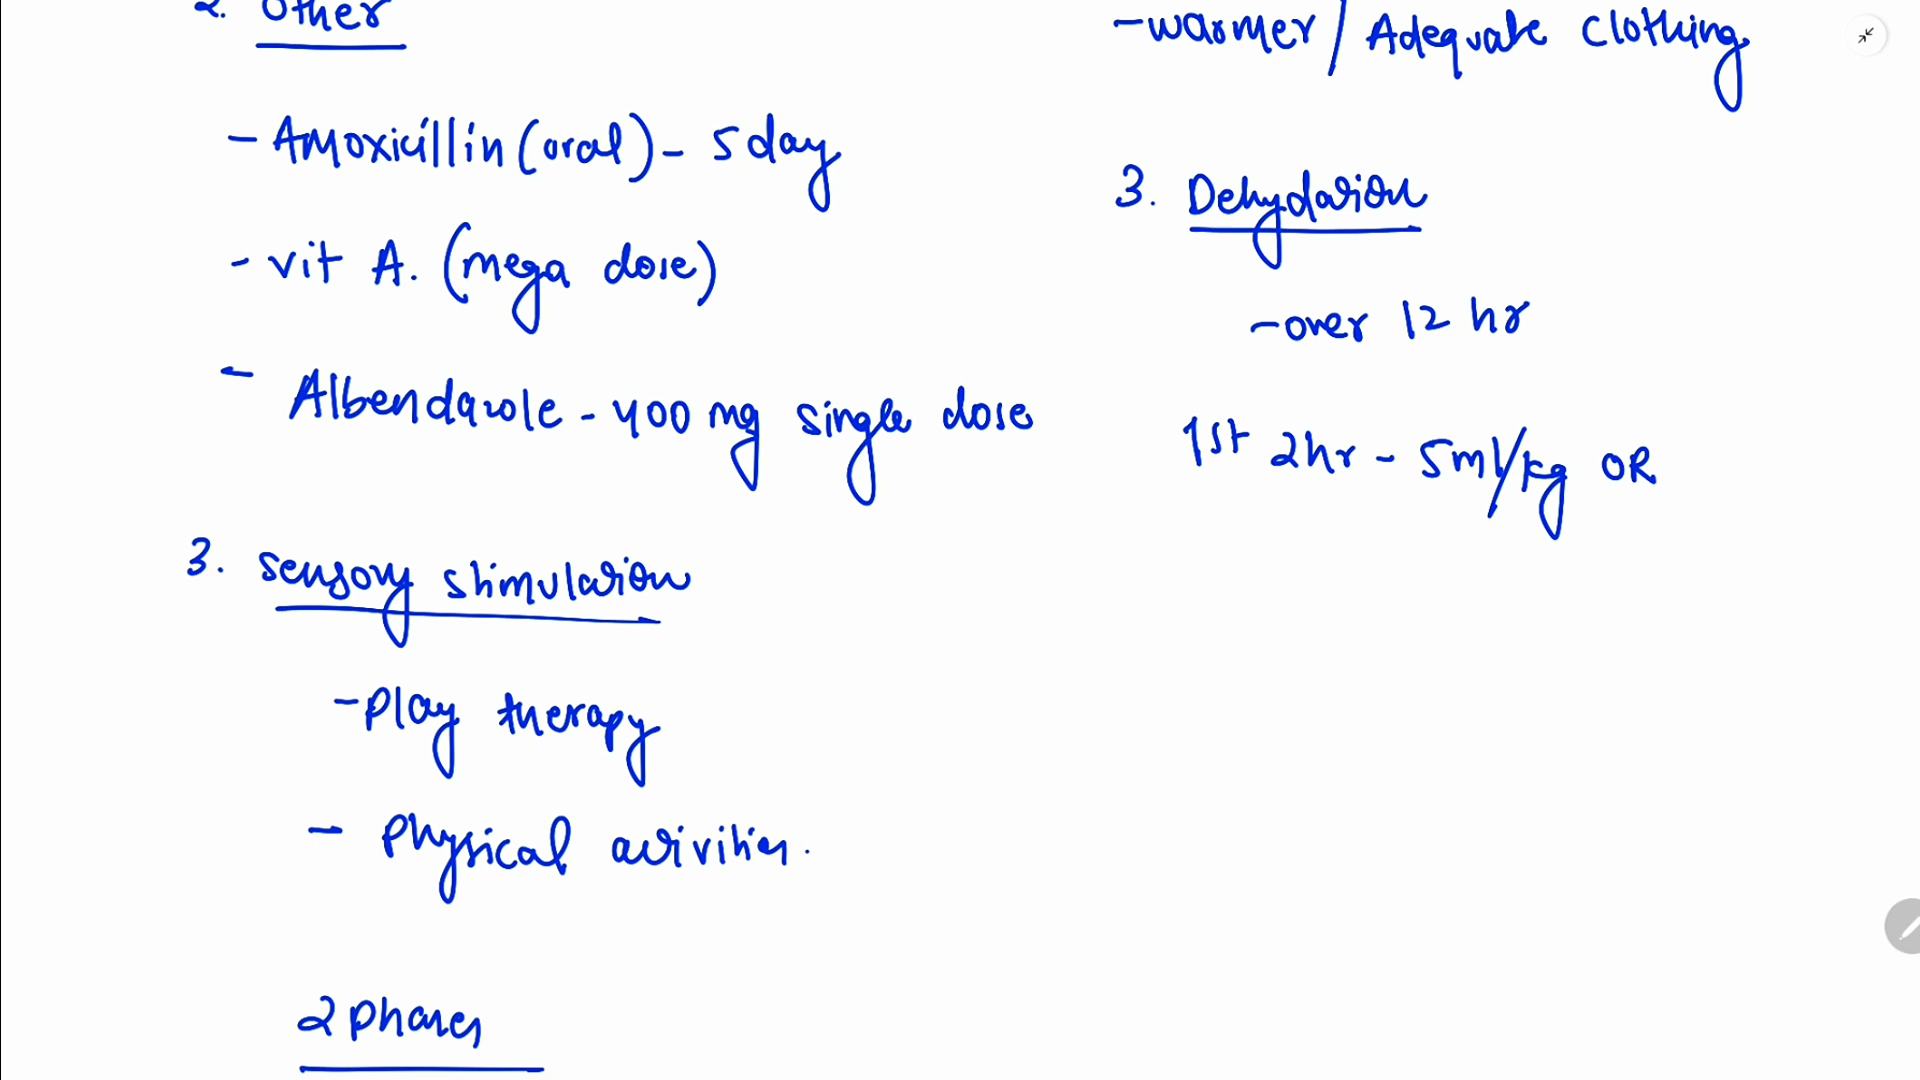 2. Other
- Amoxicillin (oral) - 5 day
- vit A. (mega dose)
- Albendazole - 400 mg single dose
3. sensory stimulation
- Play therapy
- Physical activities.
2 phases
- warmer / Adequate clothing
3. Dehydation
- over 12 hr
1st 2hr - 5ml/kg OR